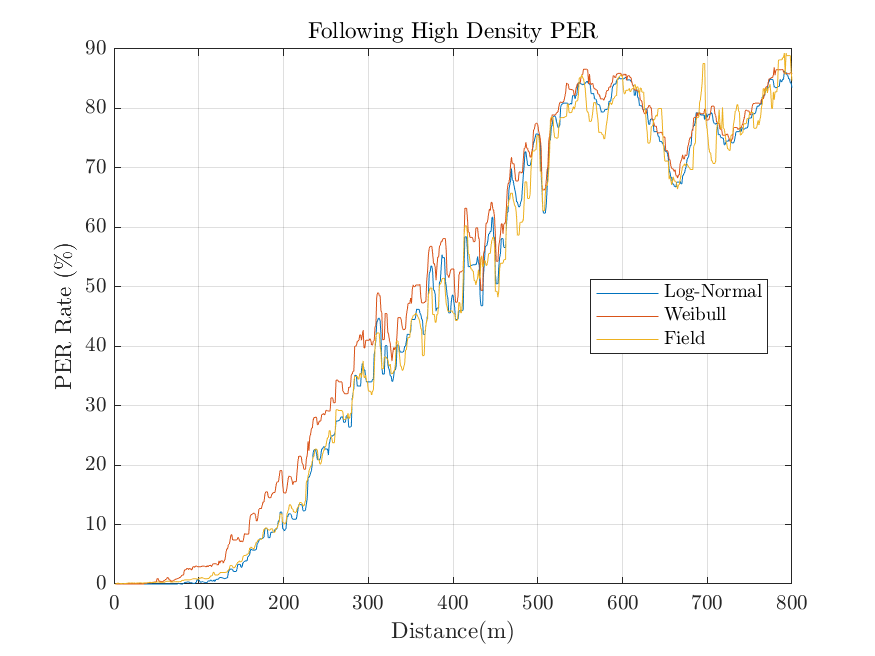 Following High Density PER
90
80
70
60
50
40
30
20
10
0
PER Rate (%)
Log-Normal
Weibull
Field
0 100 200 300 400 500 600 700 800
Distance(m)